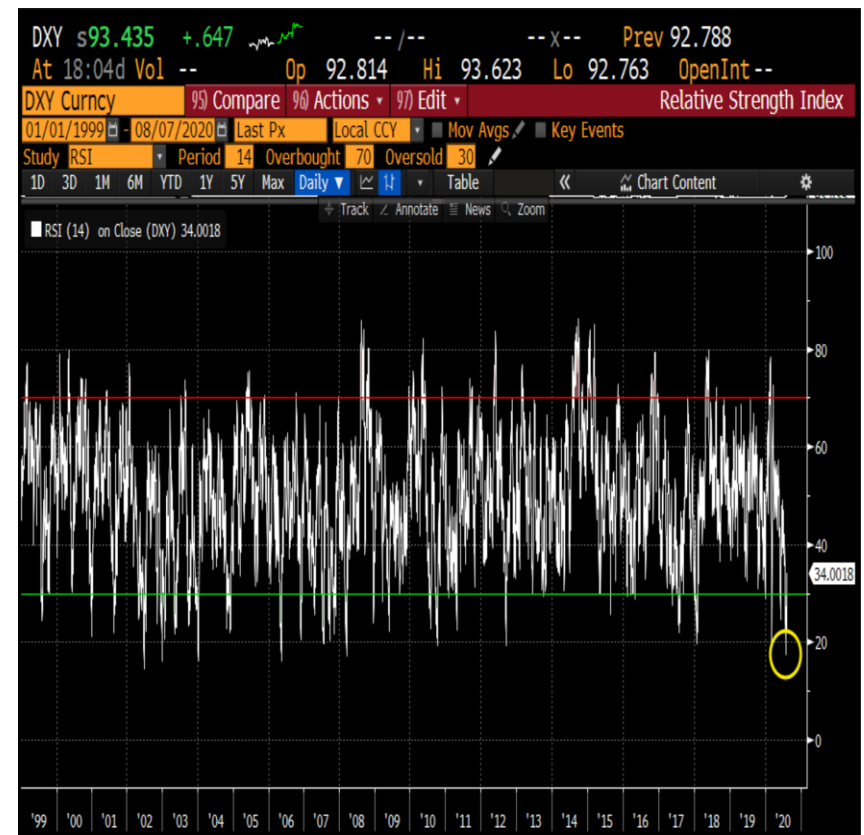 DXY s93.435 +.647 -- /-- -- x -- Prev 92.788
At 18:04d Vol -- Op 92.814 Hi 93.623 Lo 92.763 OpenInt --
DXY Curncy 95) Compare 96) Actions 97) Edit Relative Strength Index
01/01/1999 - 08/07/2020 Last Px Local CCY Mov Avgs Key Events
Study RSI Period 14 Overbought 70 Oversold 30
1D 3D 1M 6M YTD 1Y 5Y Max Daily Table « Chart Content
Track Annotate News Zoom
RSI (14) on Close (DXY) 34.0018
100
80
60
40
34.0018
20
0
'99 '00 '01 '02 '03 '04 '05 '06 '07 '08 '09 '10 '11 '12 '13 '14 '15 '16 '17 '18 '19 '20